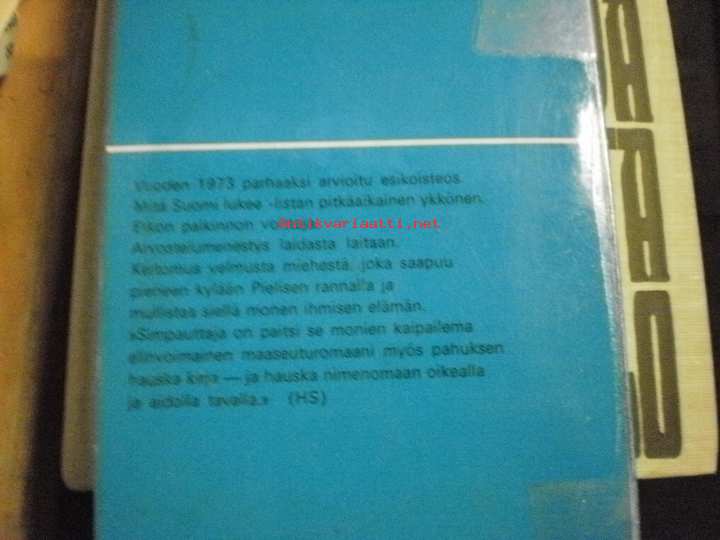 Vuoden 1973 parhaaksi arvioitu esikoisteos.
Mitä Suomi lukee -listan pitkäaikainen ykkönen.
Erkon palkinnon
Antikvariaatti.net
Arvostelumenestys laidasta laitaan.
Kertomus velmusta miehestä, joka saapuu
pieneen kylään Pielisen rannalla ja
mullistaa siellä monen ihmisen elämän.
»Simpauttaja on paitsi se monien kaipailema
elinvoimainen maaseuturomaani myös pahuksen
hauska kirja — ja hauska nimenomaan oikealla
ja aidolla tavalla.» (HS)